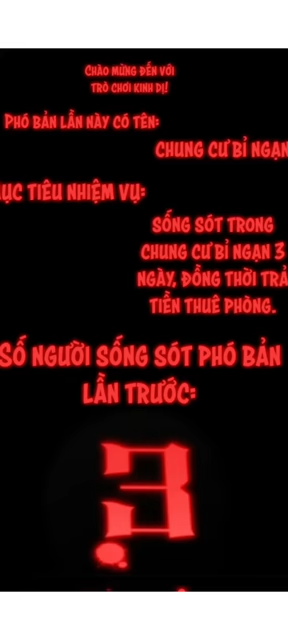 CHÀO MỪNG ĐẾN VỚI
TRÒ CHƠI KINH DỊ!
PHÓ BẢN LẦN NÀY CÓ TÊN:
CHUNG CƯ BỈ NGẠN
ỤC TIÊU NHIỆM VỤ:
SỐNG SÓT TRONG
CHUNG CƯ BỈ NGẠN 3
NGÀY, ĐỒNG THỜI TRẢ
TIỀN THUÊ PHÒNG.
SỐ NGƯỜI SỐNG SÓT PHÓ BẢN
LẦN TRƯỚC:
3